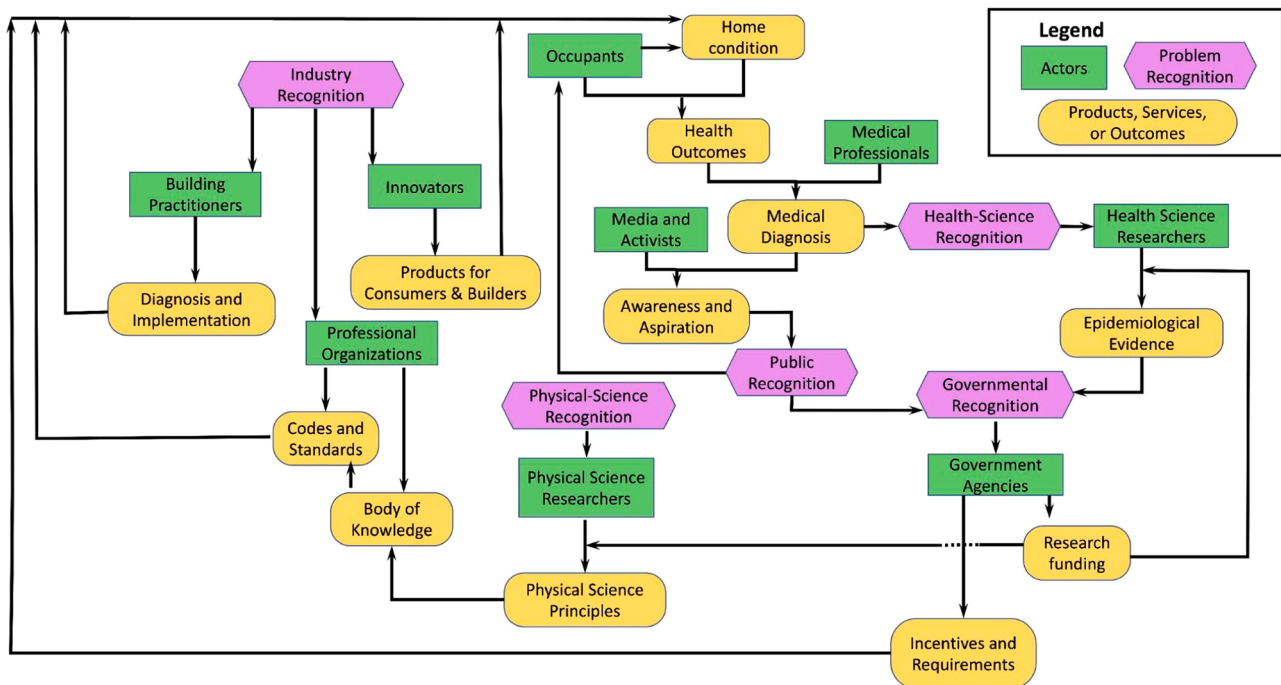 Home
condition
Legend
Actors
Problem
Recognition
Products, Services,
or Outcomes
Occupants
Industry
Recognition
Health
Outcomes
Medical
Professionals
Building
Practitioners
Innovators
Media and
Activists
Medical
Diagnosis
Health-Science
Recognition
Health Science
Researchers
Products for
Consumers & Builders
Diagnosis and
Implementation
Awareness and
Aspiration
Professional
Organizations
Epidemiological
Evidence
Public
Recognition
Physical-Science
Recognition
Governmental
Recognition
Codes and
Standards
Physical Science
Researchers
Government
Agencies
Body of
Knowledge
Research
funding
Physical Science
Principles
Incentives and
Requirements